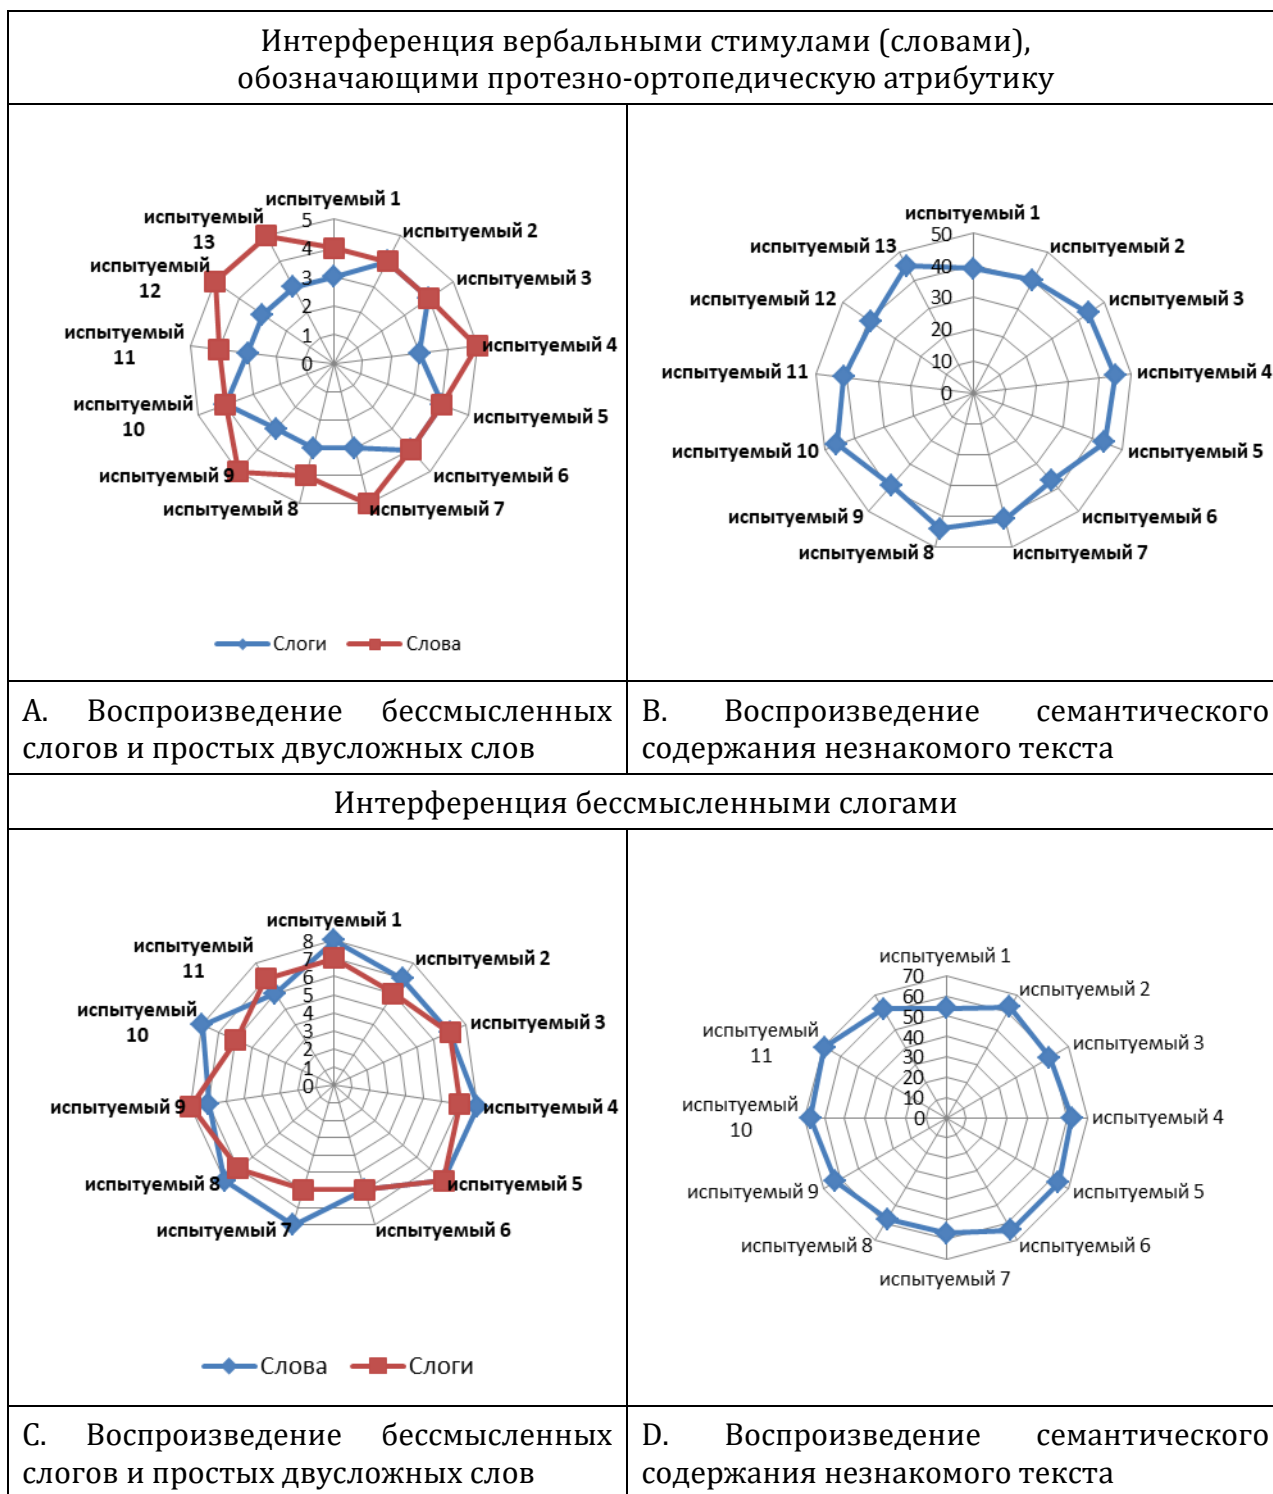 Интерференция вербальными стимулами (словами),
обозначающими протезно-ортопедическую атрибутику
испытуемый 1
испытуемый 2
испытуемый 3
испытуемый 4
испытуемый 5
испытуемый 6
испытуемый 7
испытуемый 8
испытуемый 9
испытуемый
10
испытуемый
11
испытуемый
12
испытуемый
13
5
4
3
2
1
0
Слоги
Слова
испытуемый 1
испытуемый 2
испытуемый 3
испытуемый 4
испытуемый 5
испытуемый 6
испытуемый 7
испытуемый 8
испытуемый 9
испытуемый 10
испытуемый 11
испытуемый 12
испытуемый 13
50
40
30
20
10
0
A. Воспроизведение бессмысленных
слогов и простых двусложных слов
B. Воспроизведение семантического
содержания незнакомого текста
Интерференция бессмысленными слогами
испытуемый 1
испытуемый 2
испытуемый 3
испытуемый 4
испытуемый 5
испытуемый 6
испытуемый 7
испытуемый 8
испытуемый 9
испытуемый
10
испытуемый
11
8
7
6
5
4
3
2
1
0
Слова
Слоги
испытуемый 1
испытуемый 2
испытуемый 3
испытуемый 4
испытуемый 5
испытуемый 6
испытуемый 7
испытуемый 8
испытуемый 9
испытуемый
10
испытуемый
11
70
60
50
40
30
20
10
0
C. Воспроизведение бессмысленных
слогов и простых двусложных слов
D. Воспроизведение семантического
содержания незнакомого текста